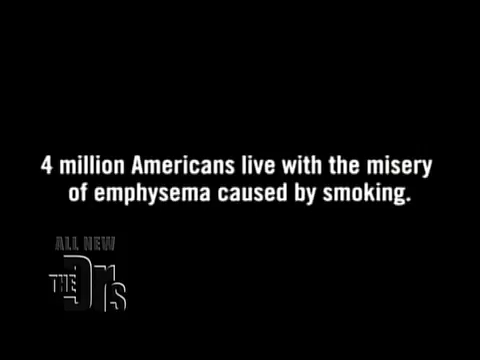 4 million Americans live with the misery
of emphysema caused by smoking.
ALL NEW
THE Drs